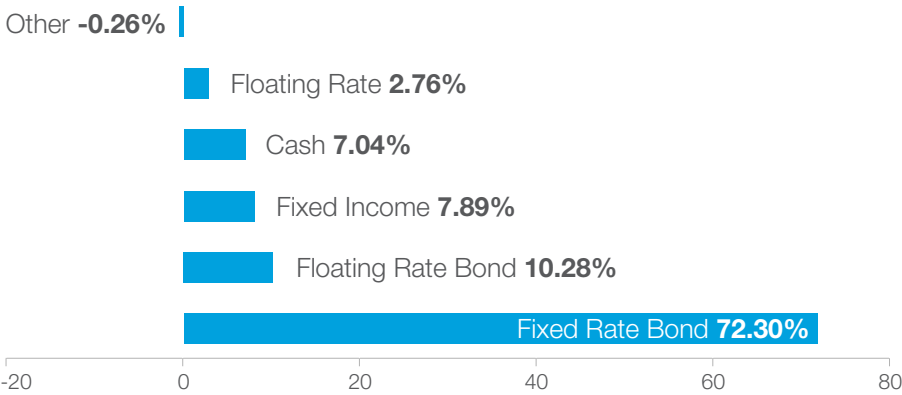 Other -0.26%
Floating Rate 2.76%
Cash 7.04%
Fixed Income 7.89%
Floating Rate Bond 10.28%
Fixed Rate Bond 72.30%
-20 0 20 40 60 80